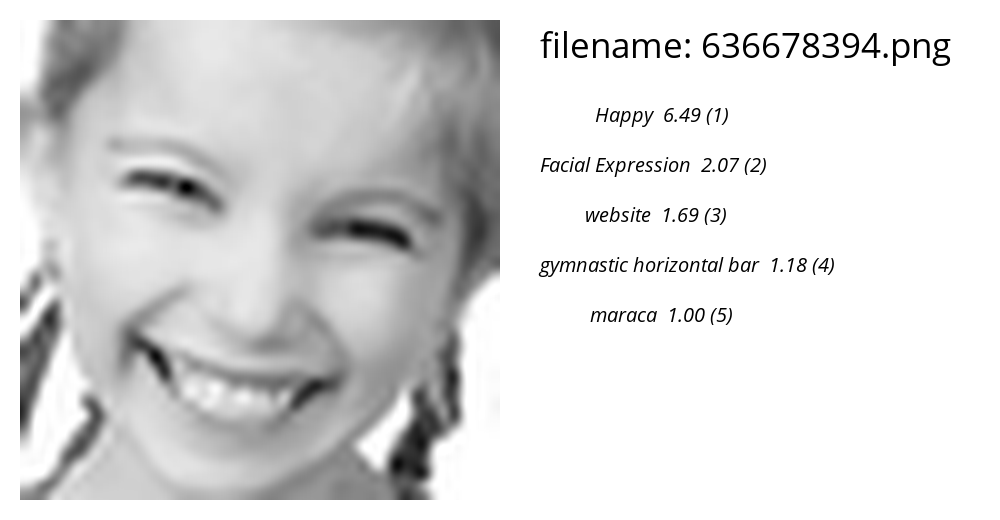 filename: 636678394.png
Happy 6.49 (1)
Facial Expression 2.07 (2)
website 1.69 (3)
gymnastic horizontal bar 1.18 (4)
maraca 1.00 (5)